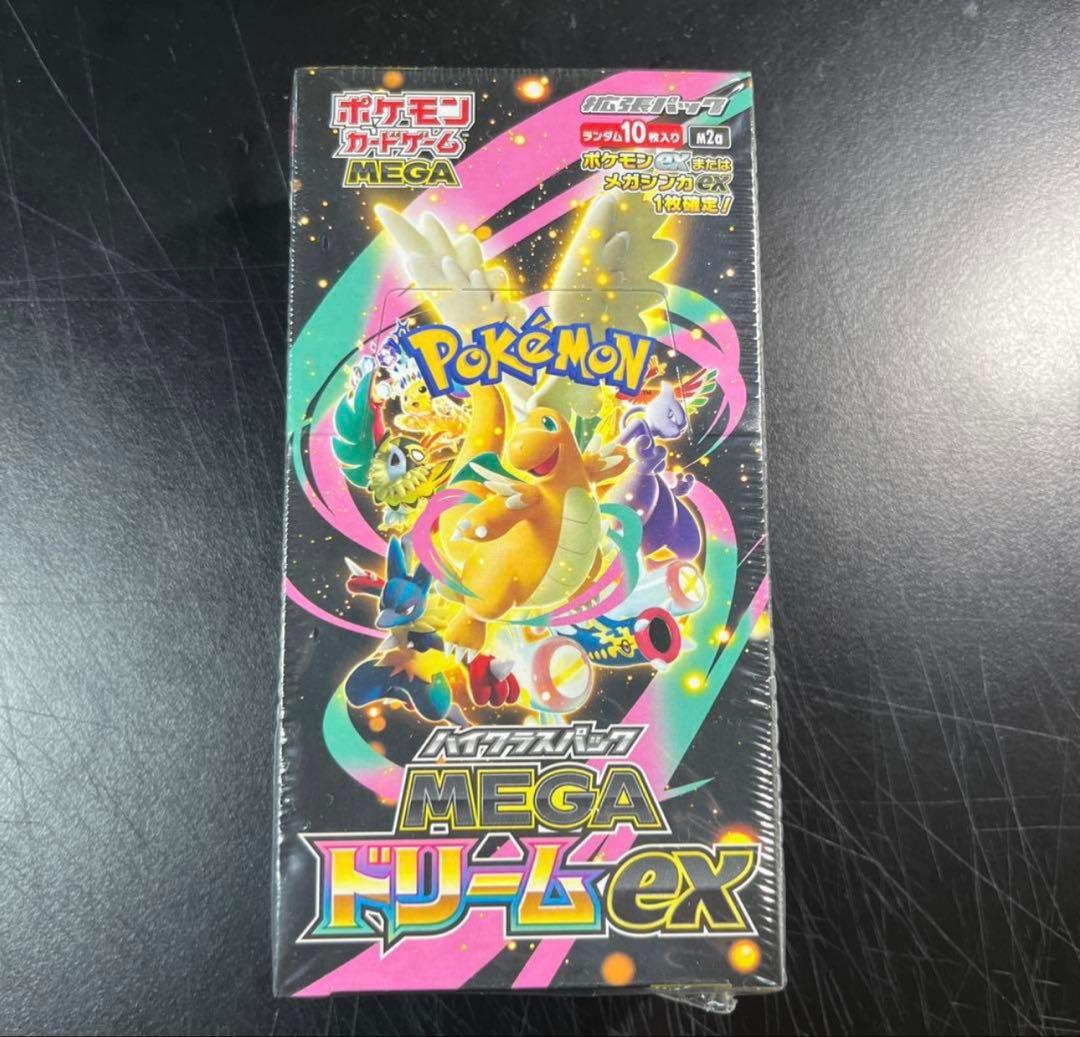 ポケモン
カードゲーム
MEGA
拡張パック
ランダム10枚入り M2a
ポケモンexまたは
メガシンカex
1枚確定!
POKéMON
TM
ハイクラスパック
MEGA
ドリームex